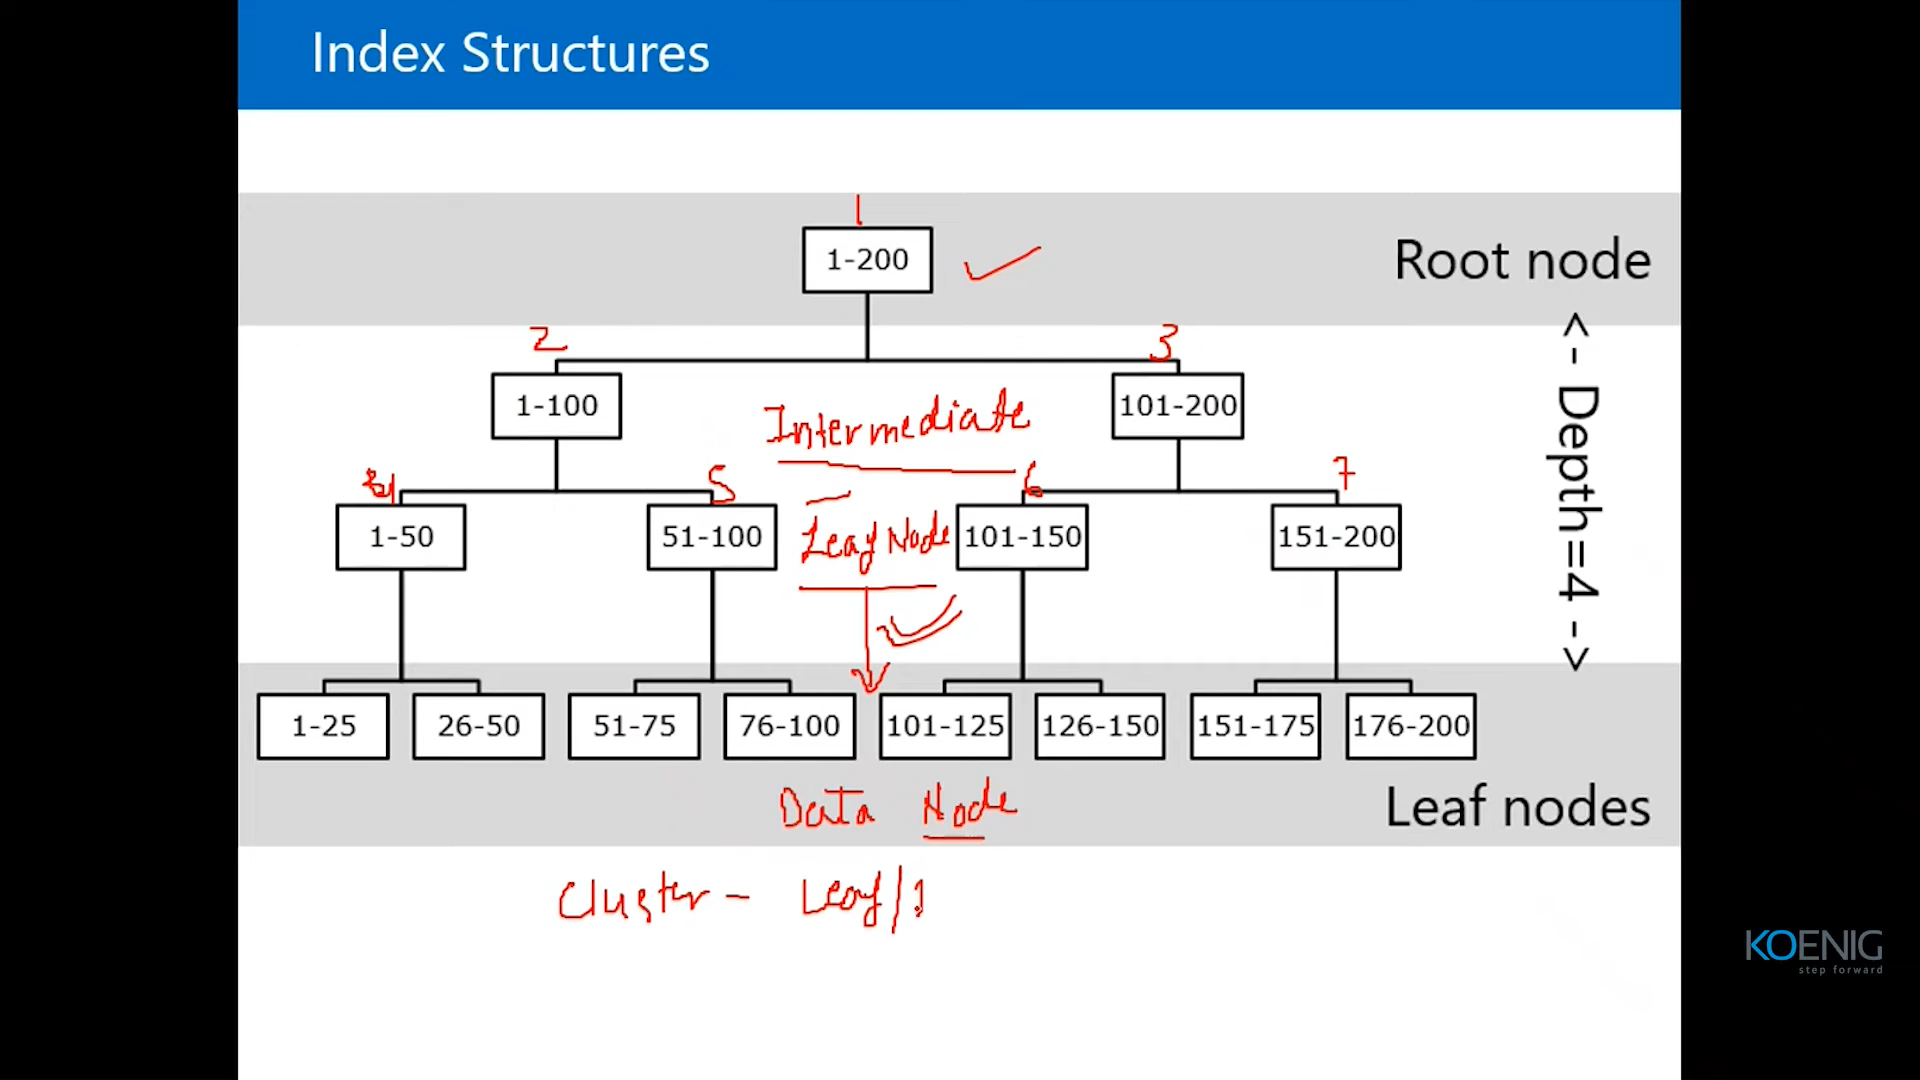 Index Structures
1
1-200
Root node
2
3
1-100
Intermediate
101-200
4
5
6
7
1-50
51-100
Leaf Node
101-150
151-200
<- Depth=4 ->
1-25
26-50
51-75
76-100
101-125
126-150
151-175
176-200
Data Node
Leaf nodes
Cluster - Leaf/
KOENIG
step forward